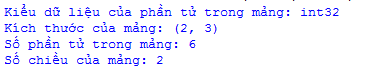 Kiểu dữ liệu của phần tử trong mảng: int32
Kích thước của mảng: (2, 3)
Số phần tử trong mảng: 6
Số chiều của mảng: 2